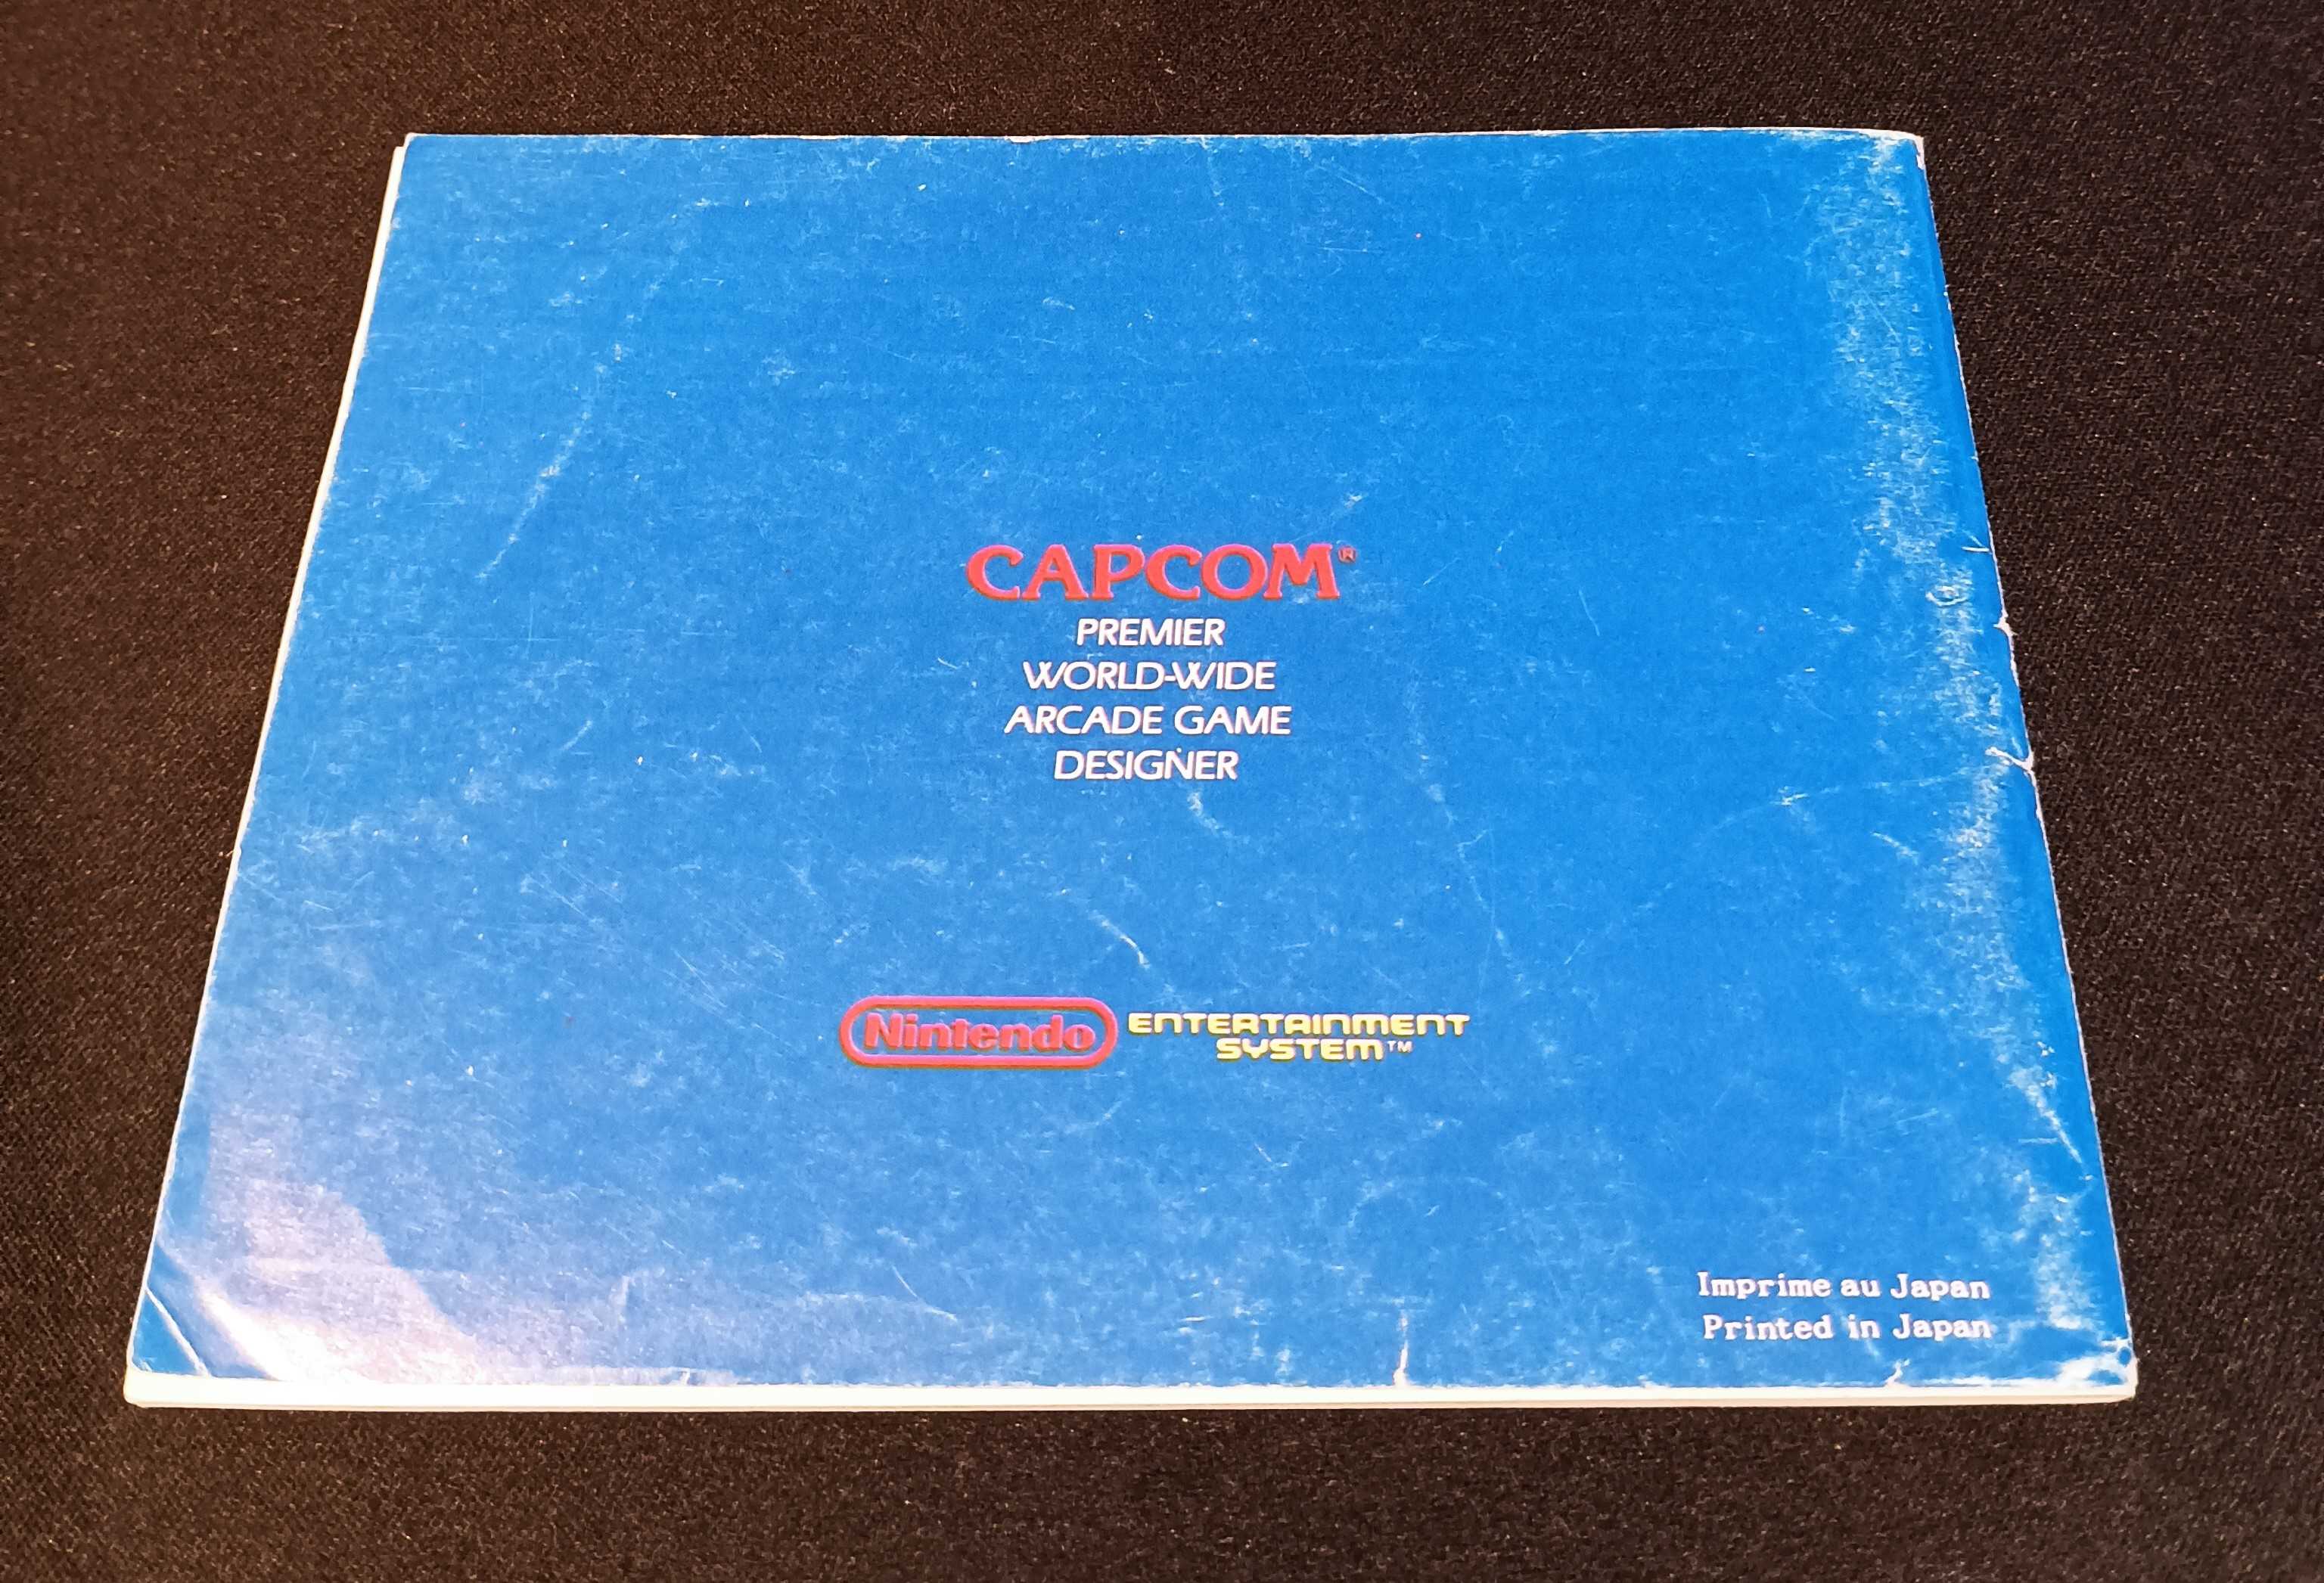 CAPCOM®
PREMIER
WORLD-WIDE
ARCADE GAME
DESIGNER
Nintendo ENTERTAINMENT
SYSTEM™
Imprime au Japan
Printed in Japan